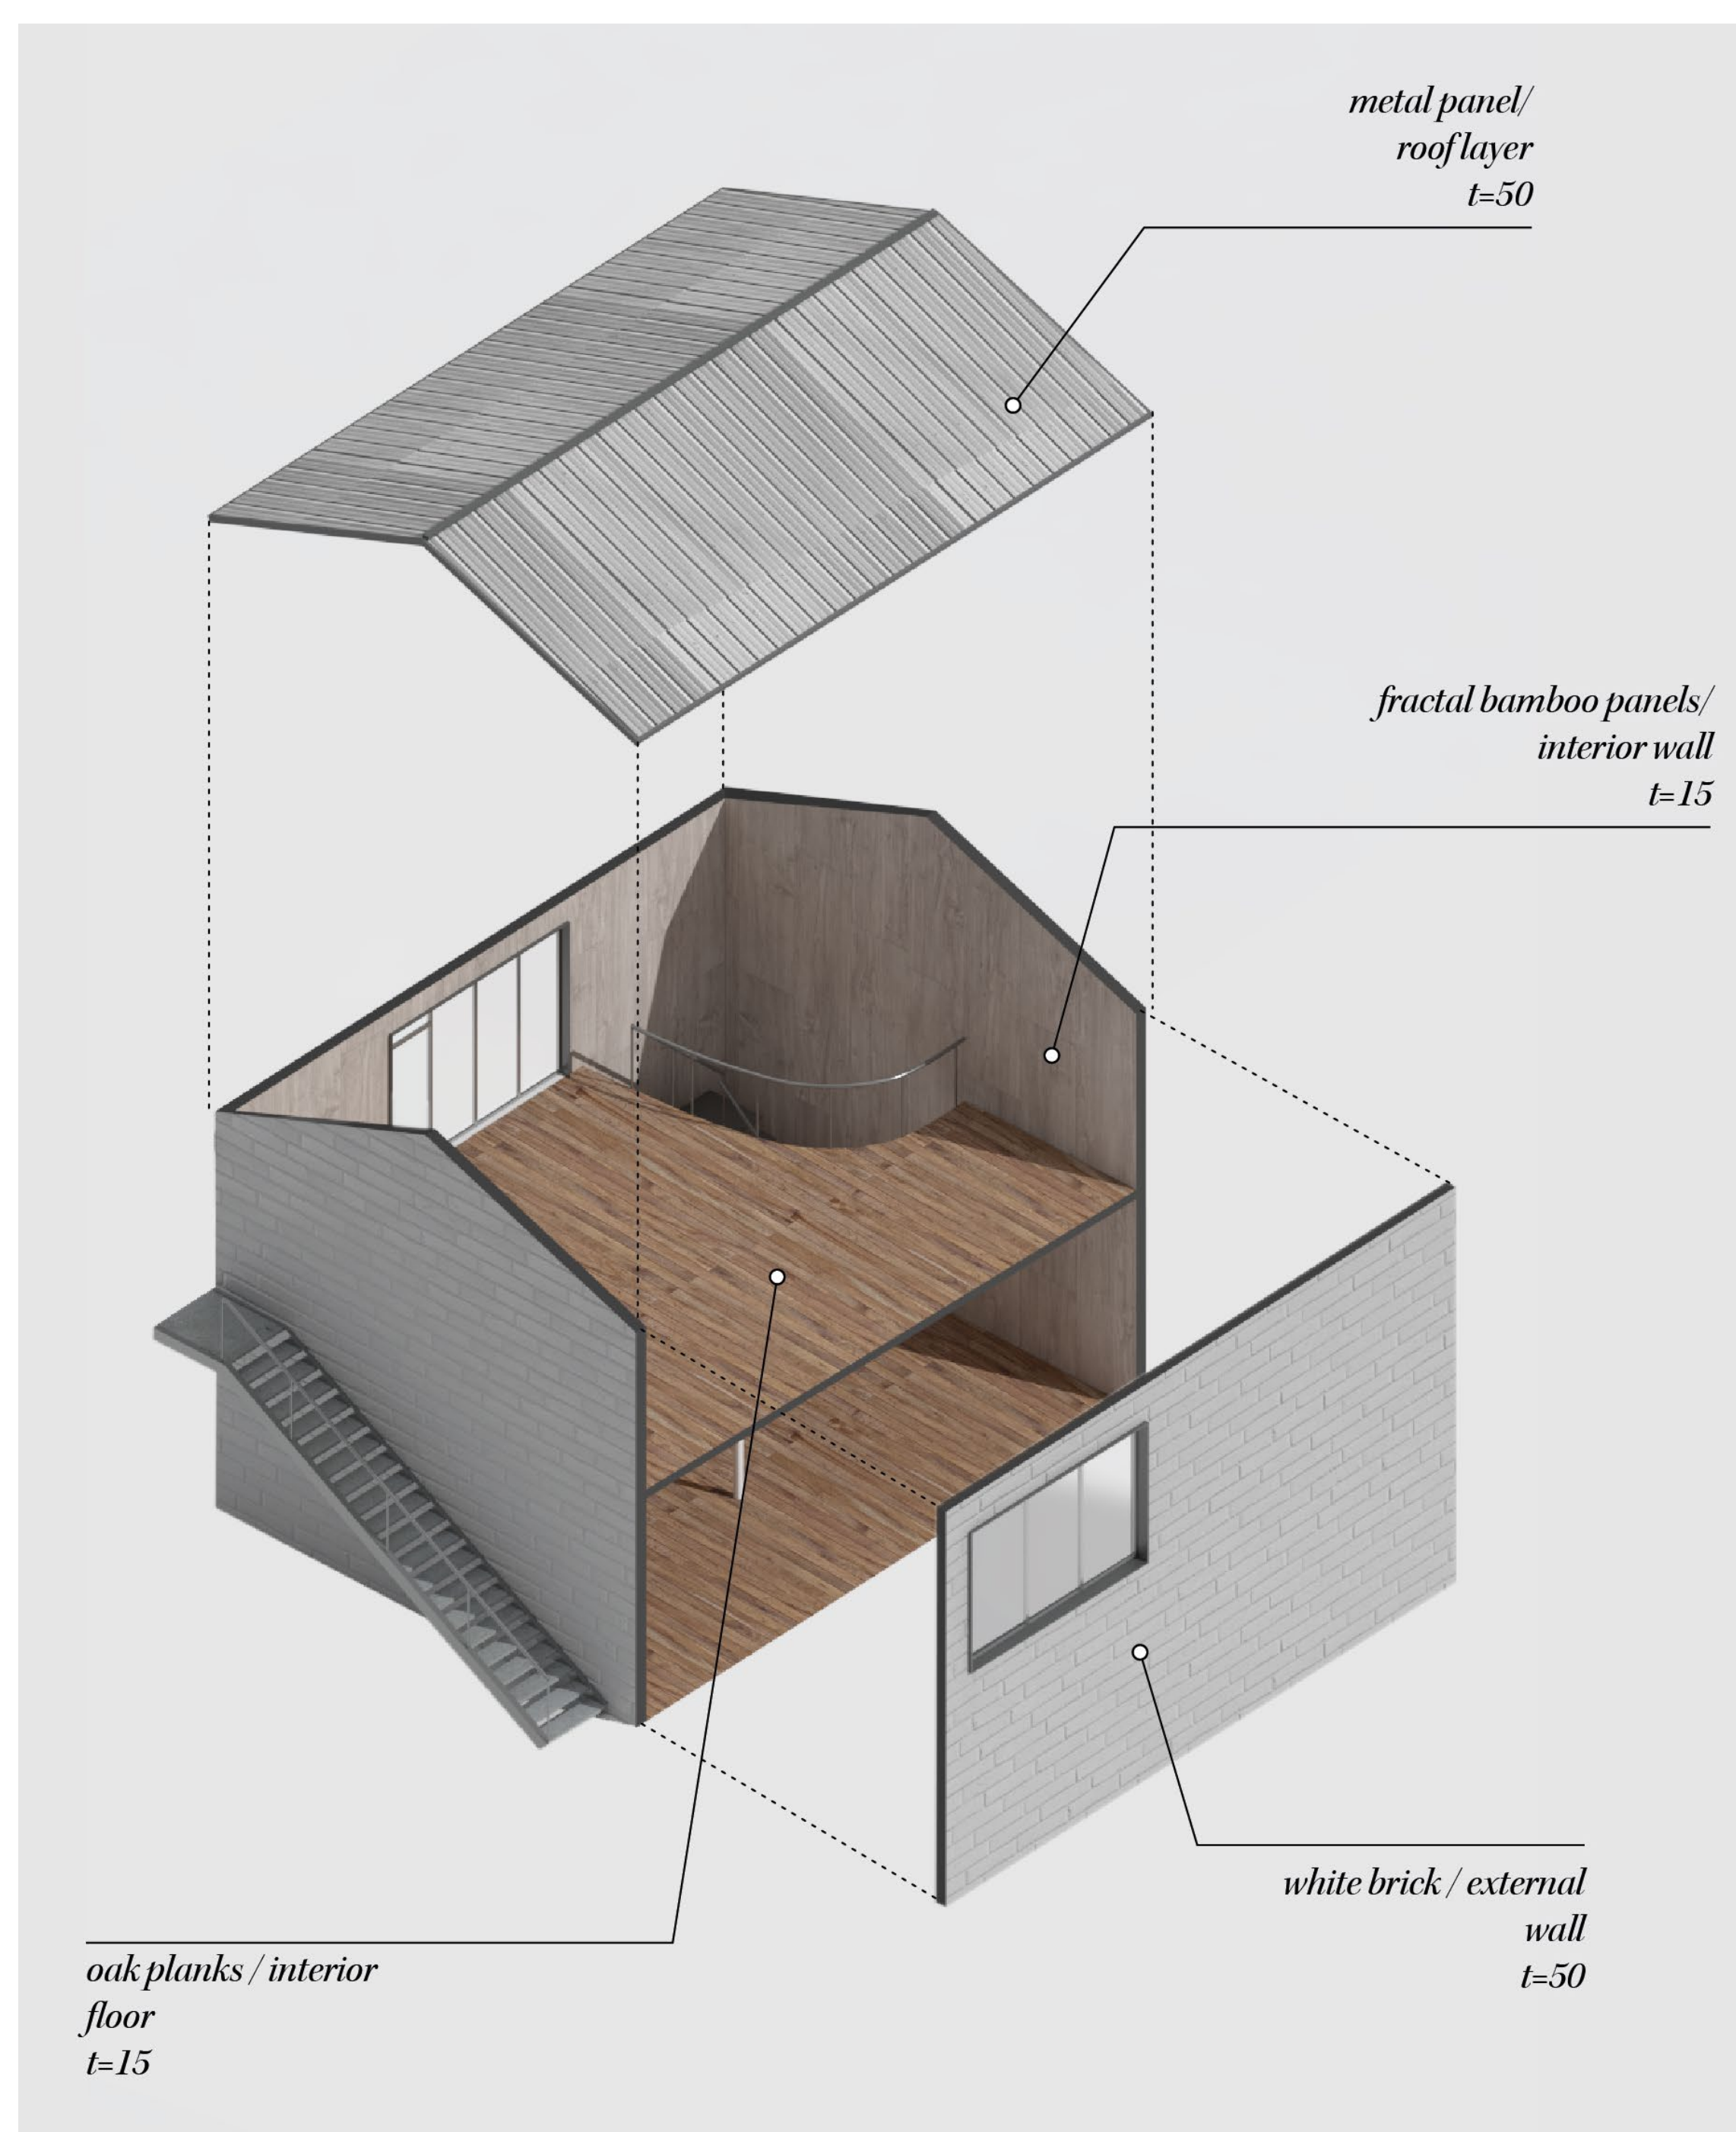 metal panel/
roof layer
t=50
fractal bamboo panels/
interior wall
t=15
white brick / external
wall
t=50
oak planks / interior
floor
t=15